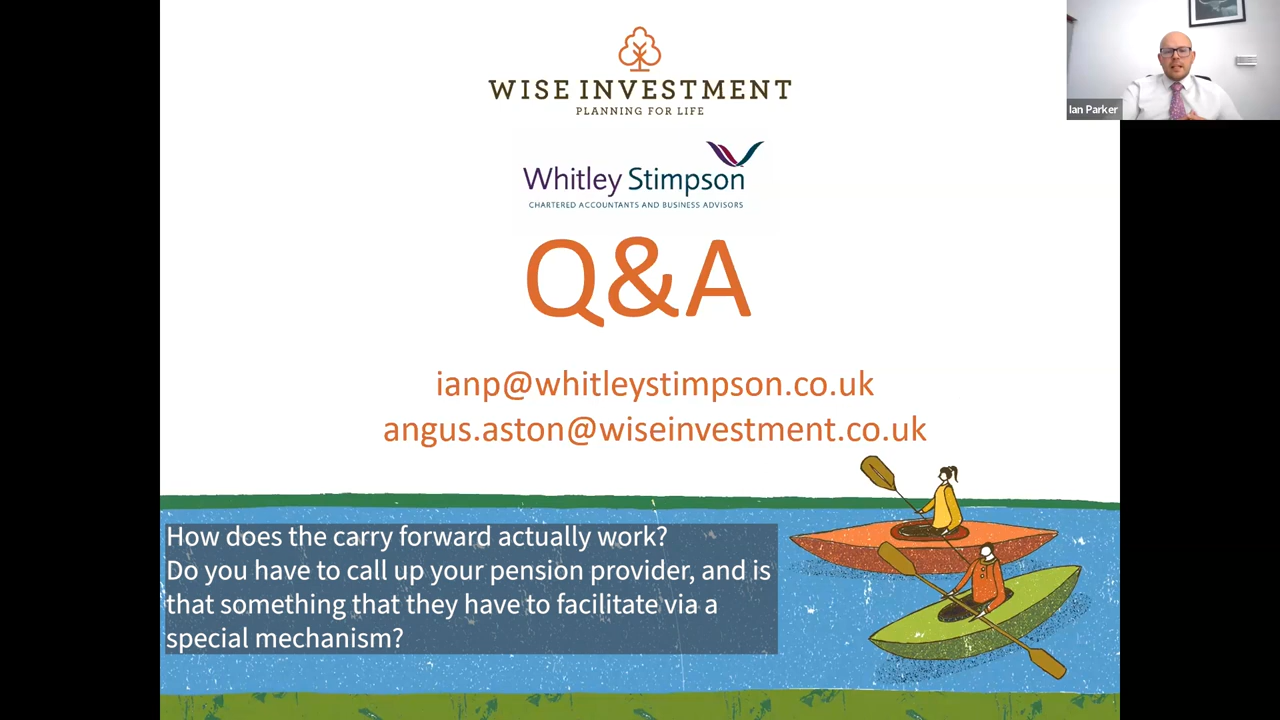 WISE INVESTMENT
PLANNING FOR LIFE
Whitley Stimpson
CHARTERED ACCOUNTANTS AND BUSINESS ADVISORS
Q&A
ianp@whitleystimpson.co.uk
angus.aston@wiseinvestment.co.uk
How does the carry forward actually work?
Do you have to call up your pension provider, and is
that something that they have to facilitate via a
special mechanism?
Ian Parker